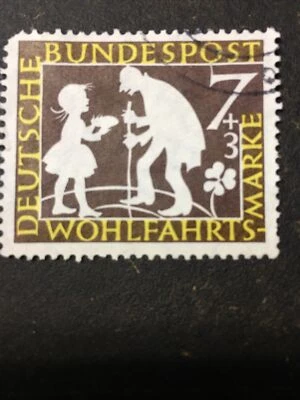 DEUTSCHE
BUNDESPOST
7+3
WOHLFAHRTS-
MARKE